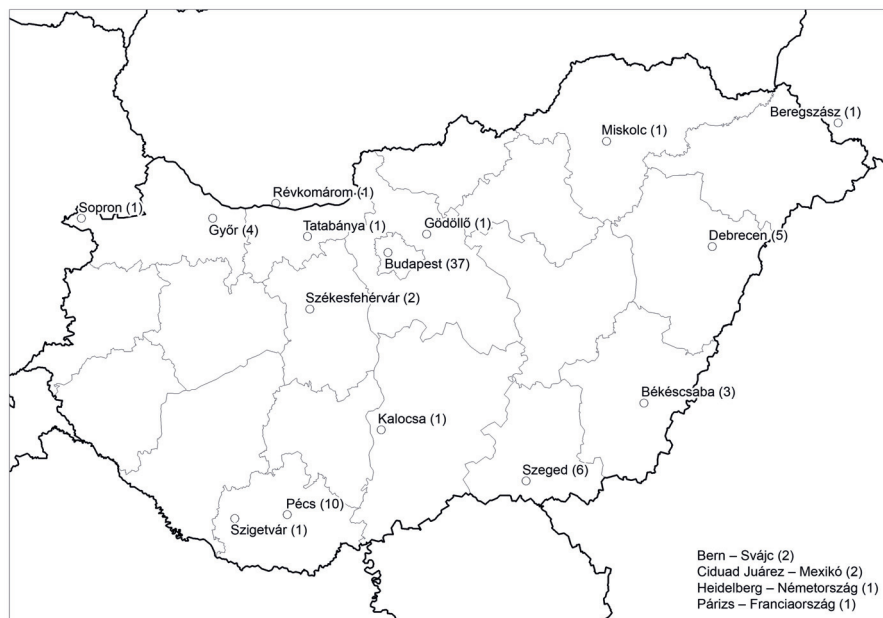 Beregszász (1)
Miskolc (1)
Révkomárom (1)
Sopron (1)
Győr (4)
Tatabánya (1)
Gödöllő (1)
Debrecen (5)
Budapest (37)
Székesfehérvár (2)
Békéscsaba (3)
Kalocsa (1)
Szeged (6)
Pécs (10)
Szigetvár (1)
Bern – Svájc (2)
Ciduad Juárez – Mexikó (2)
Heidelberg – Németország (1)
Párizs – Franciaország (1)